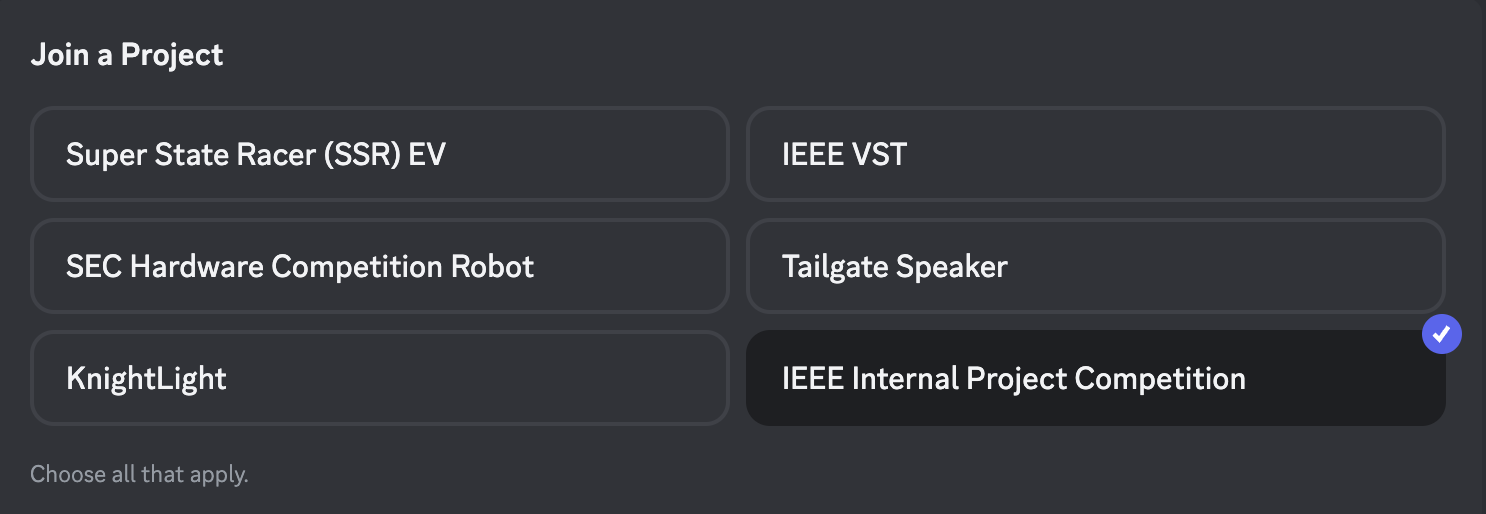 Join a Project
Super State Racer (SSR) EV
IEEE VST
SEC Hardware Competition Robot
Tailgate Speaker
KnightLight
IEEE Internal Project Competition
Choose all that apply.